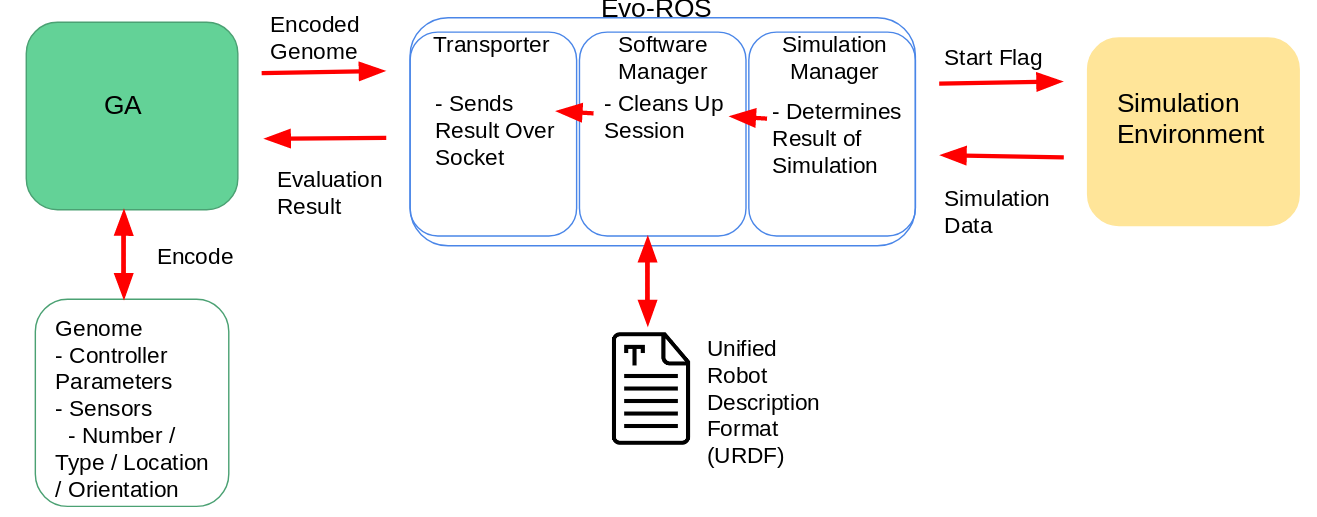 Evo-ROS
Encoded
Genome
GA
Evaluation
Result
Encode
Genome
- Controller
Parameters
- Sensors
- Number /
Type / Location
/ Orientation
Transporter
- Sends
Result Over
Socket
Software
Manager
- Cleans Up
Session
Simulation
Manager
- Determines
Result of
Simulation
Unified
Robot
Description
Format
(URDF)
T
Start Flag
Simulation
Data
Simulation
Environment